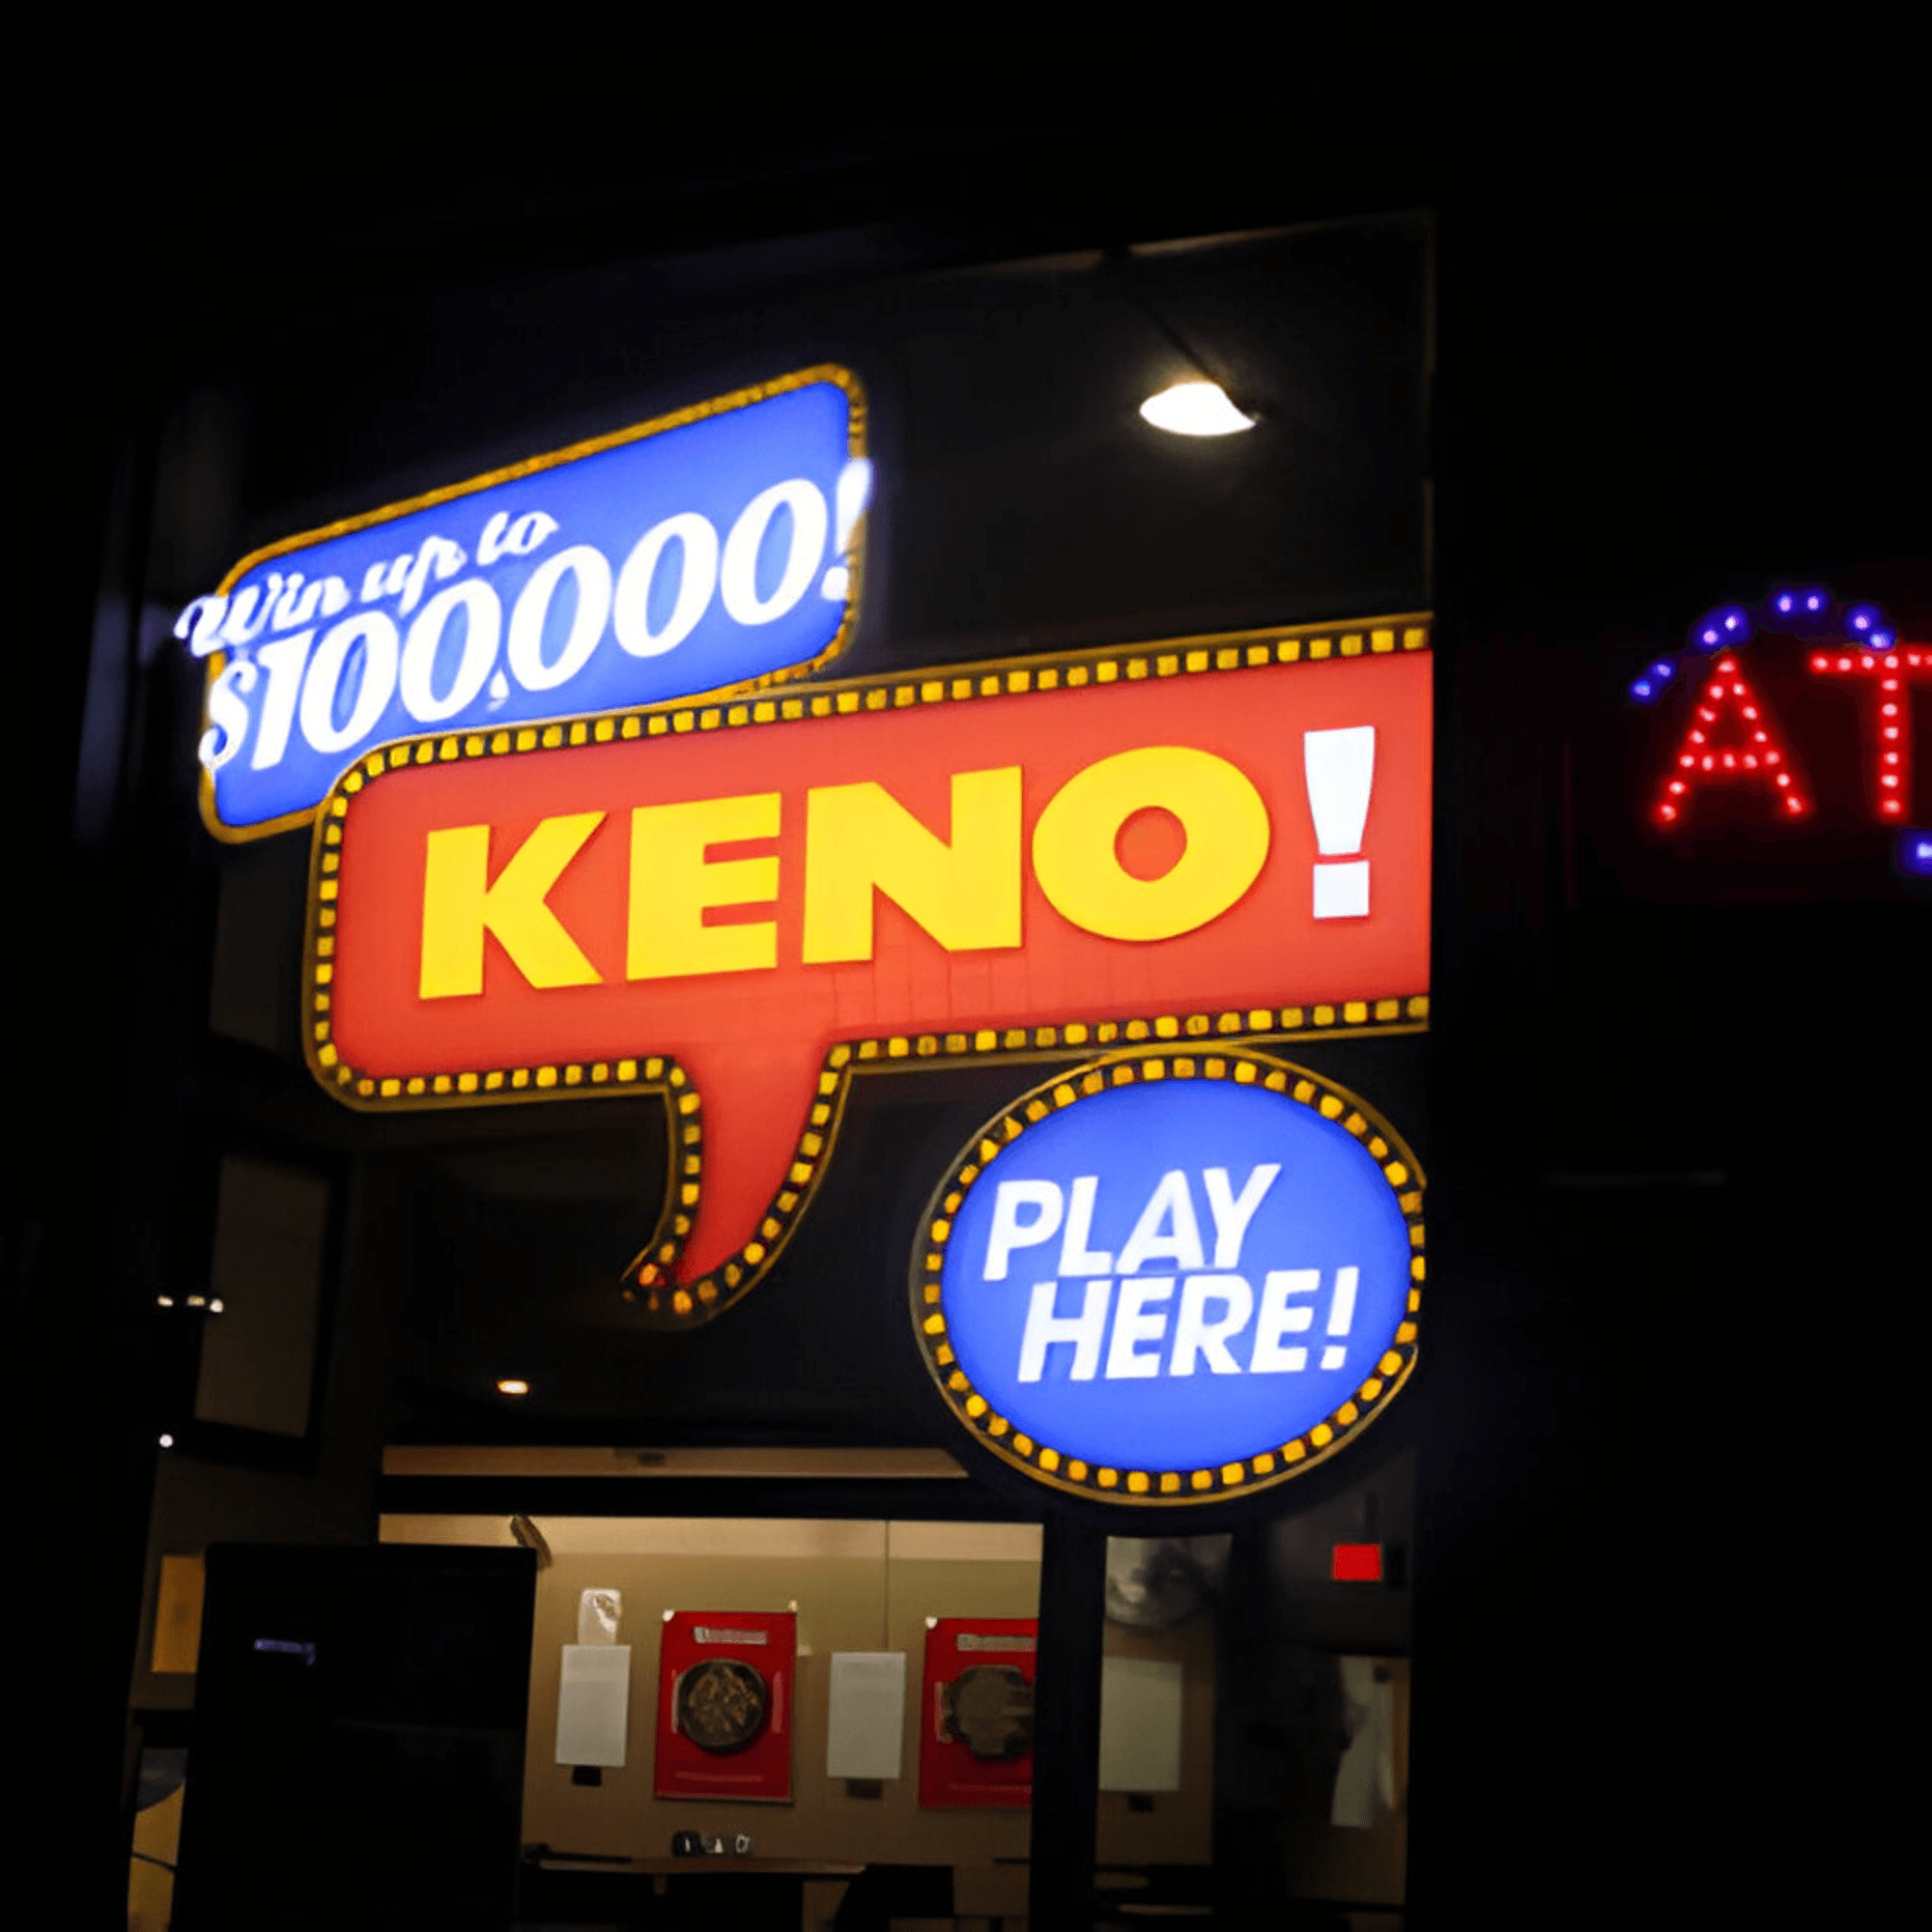 Win up to
$100,000!
KENO!
PLAY
HERE!
AT